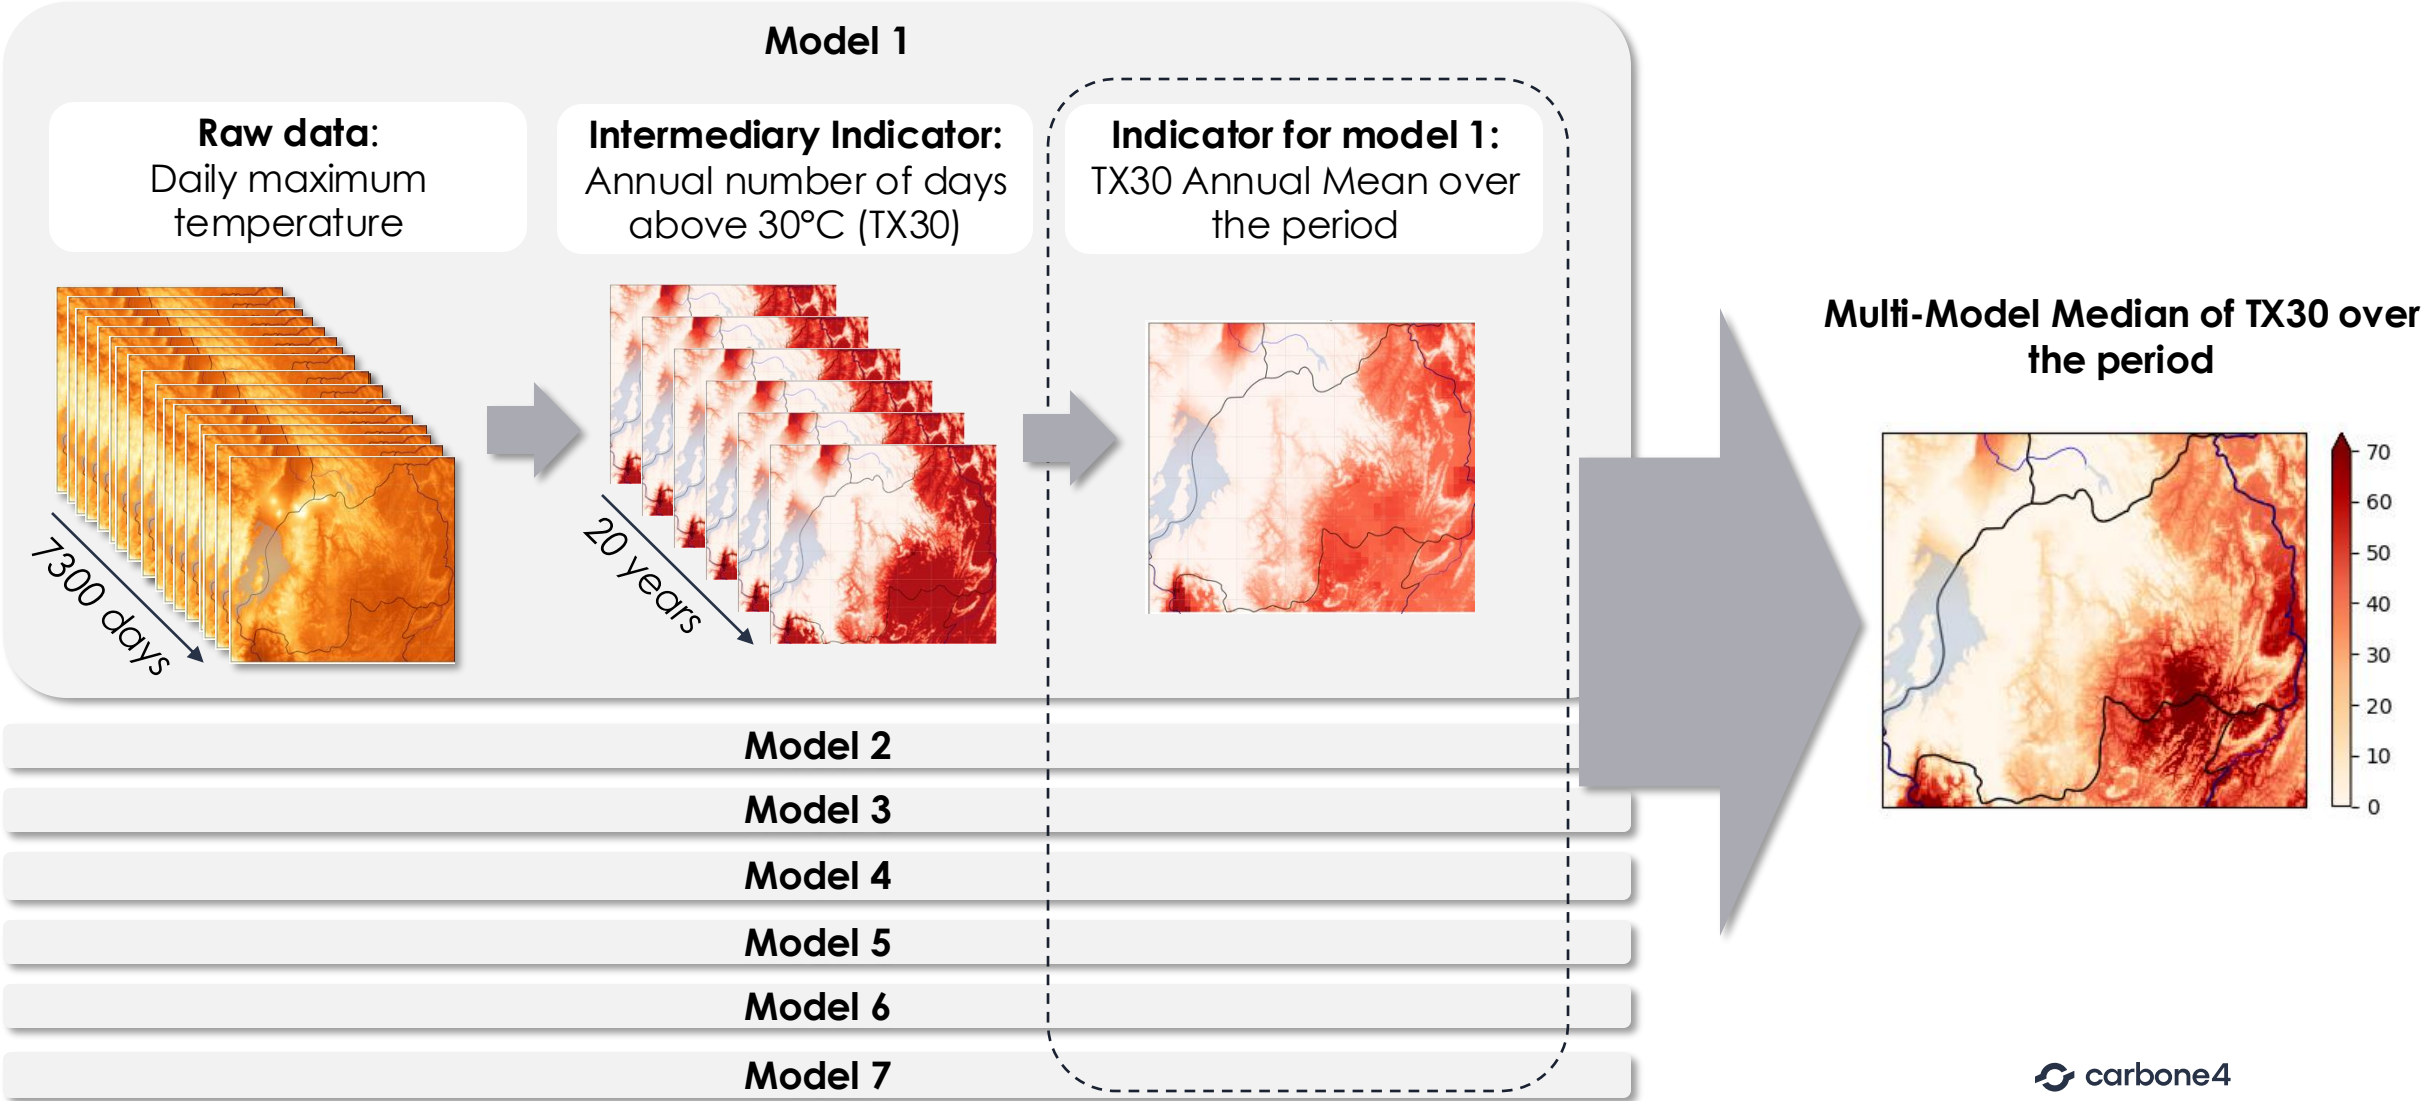 Model 1
Raw data:
Daily maximum
temperature
Intermediary Indicator:
Annual number of days
above 30°C (TX30)
Indicator for model 1:
TX30 Annual Mean over
the period
7300 days
20 years
Multi-Model Median of TX30 over
the period
70
60
50
40
30
20
10
0
Model 2
Model 3
Model 4
Model 5
Model 6
Model 7
carbone4